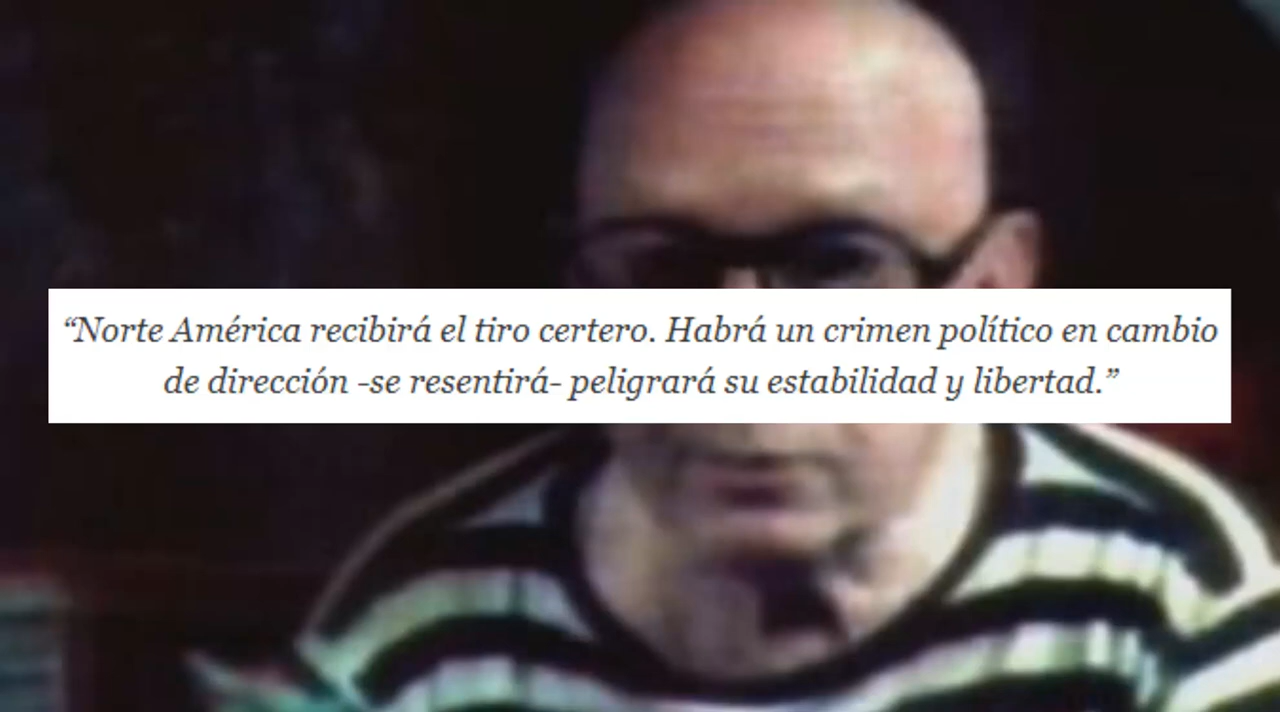 “Norte América recibirá el tiro certero. Habrá un crimen político en cambio
de dirección -se resentirá- peligrará su estabilidad y libertad.”